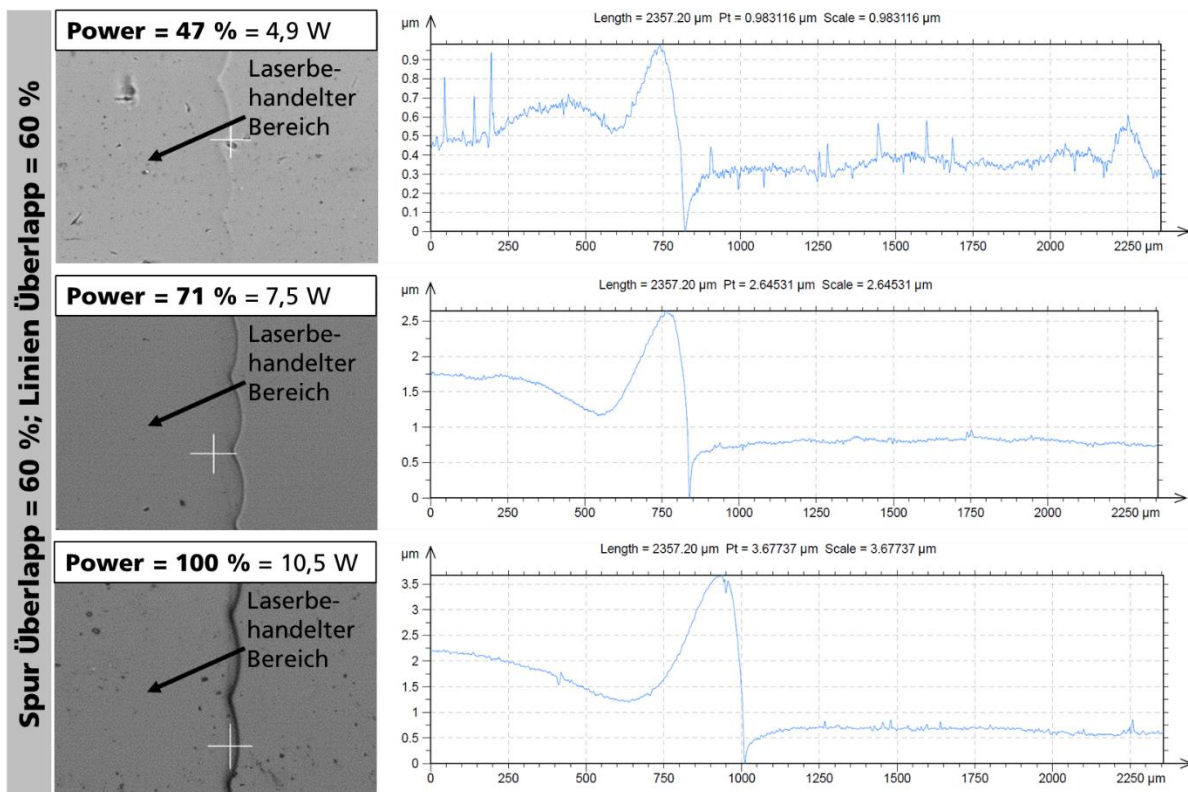 Spur Überlapp = 60 %; Linien Überlapp = 60 %
Power = 47 % = 4,9 W
Laserbe-
handelter
Bereich
µm
Length = 2357.20 µm Pt = 0.983116 µm Scale = 0.983116 µm
0.9
0.8
0.7
0.6
0.5
0.4
0.3
0.2
0.1
0
0 250 500 750 1000 1250 1500 1750 2000 2250 µm
Power = 71 % = 7,5 W
Laserbe-
handelter
Bereich
µm
Length = 2357.20 µm Pt = 2.64531 µm Scale = 2.64531 µm
2.5
2
1.5
1
0.5
0
0 250 500 750 1000 1250 1500 1750 2000 2250 µm
Power = 100 % = 10,5 W
Laserbe-
handelter
Bereich
µm
Length = 2357.20 µm Pt = 3.67737 µm Scale = 3.67737 µm
3.5
3
2.5
2
1.5
1
0.5
0
0 250 500 750 1000 1250 1500 1750 2000 2250 µm